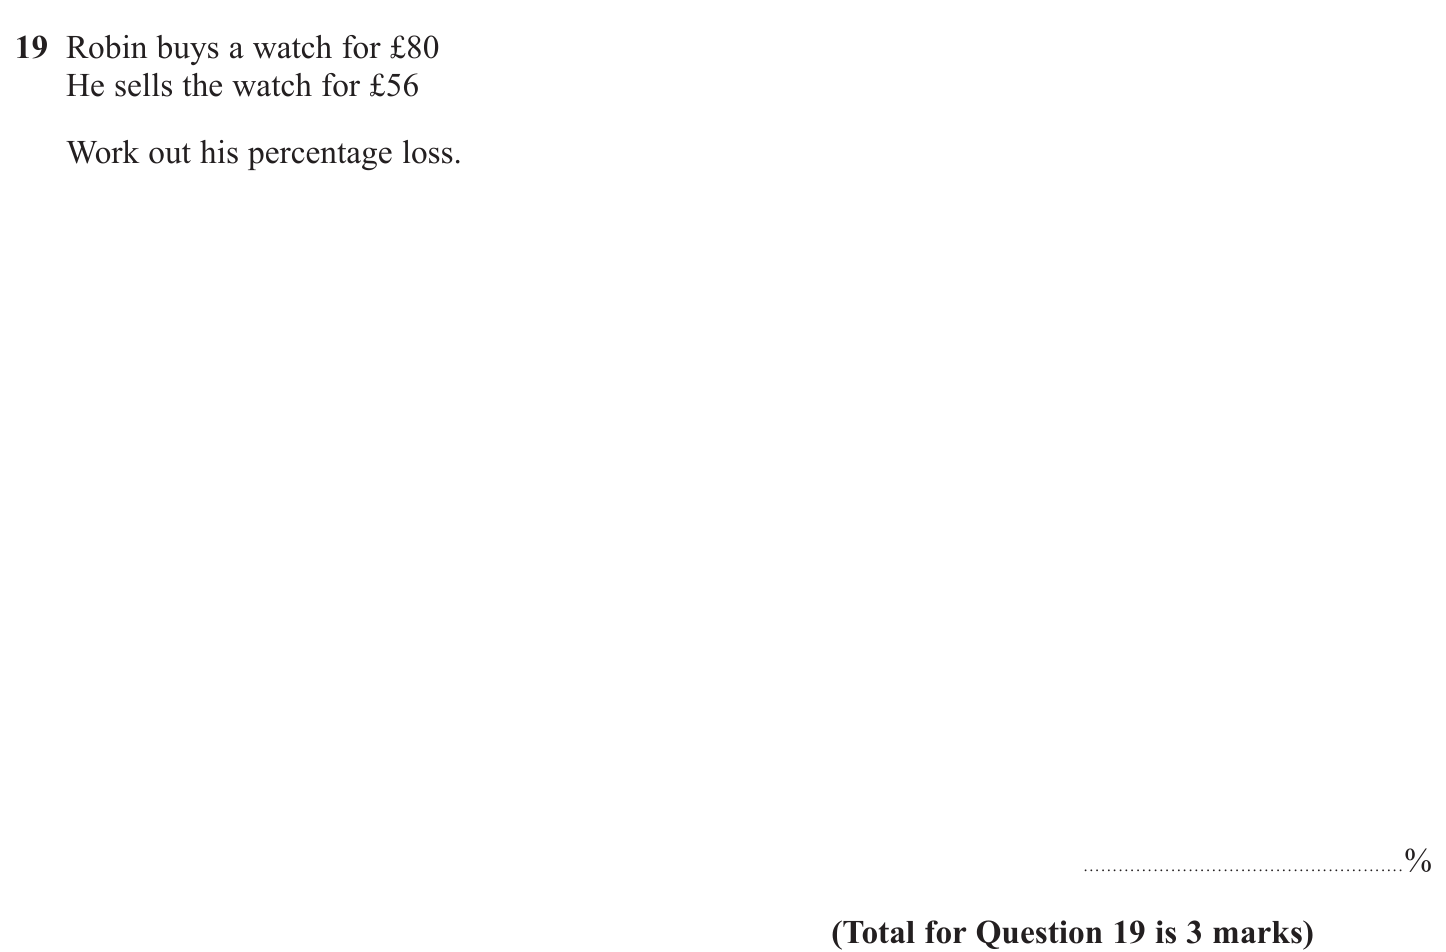 19 Robin buys a watch for £80
He sells the watch for £56
Work out his percentage loss.
......................................................%
(Total for Question 19 is 3 marks)